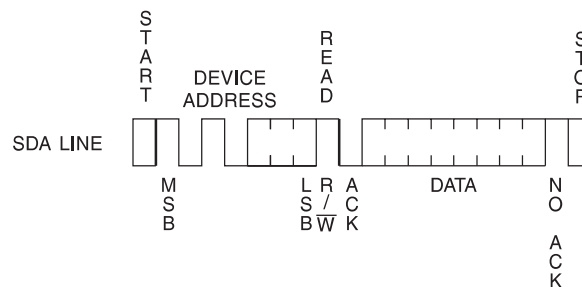 START
READ
STOP
DEVICE
ADDRESS
SDA LINE
MSB
LSB
R/W
ACK
DATA
NO ACK